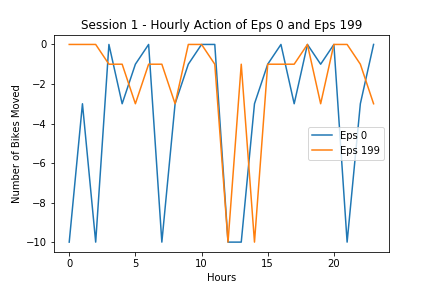 Session 1 - Hourly Action of Eps 0 and Eps 199
Number of Bikes Moved
0
−2
−4
−6
−8
−10
Eps 0
Eps 199
0 5 10 15 20
Hours